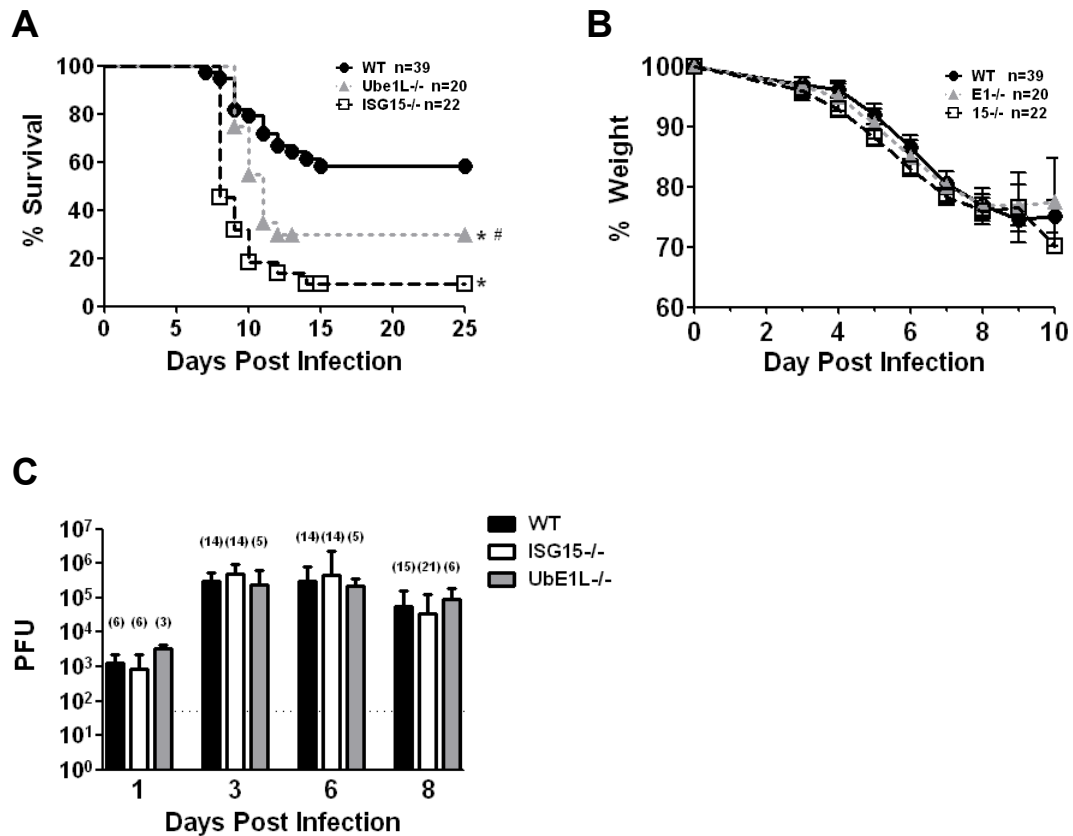 A
% Survival
100
80
60
40
20
0
WT n=39
Ube1L-/- n=20
ISG15-/- n=22
* #
*
0 5 10 15 20 25
Days Post Infection
B
% Weight
100
90
80
70
60
WT n=39
E1-/- n=20
15-/- n=22
0 2 4 6 8 10
Day Post Infection
C
PFU
10⁷
10⁶
10⁵
10⁴
10³
10²
10¹
10⁰
(6) (6) (3)
(14) (14) (5)
(14) (14) (5)
(15) (21) (6)
WT
ISG15-/-
UbE1L-/-
1 3 6 8
Days Post Infection